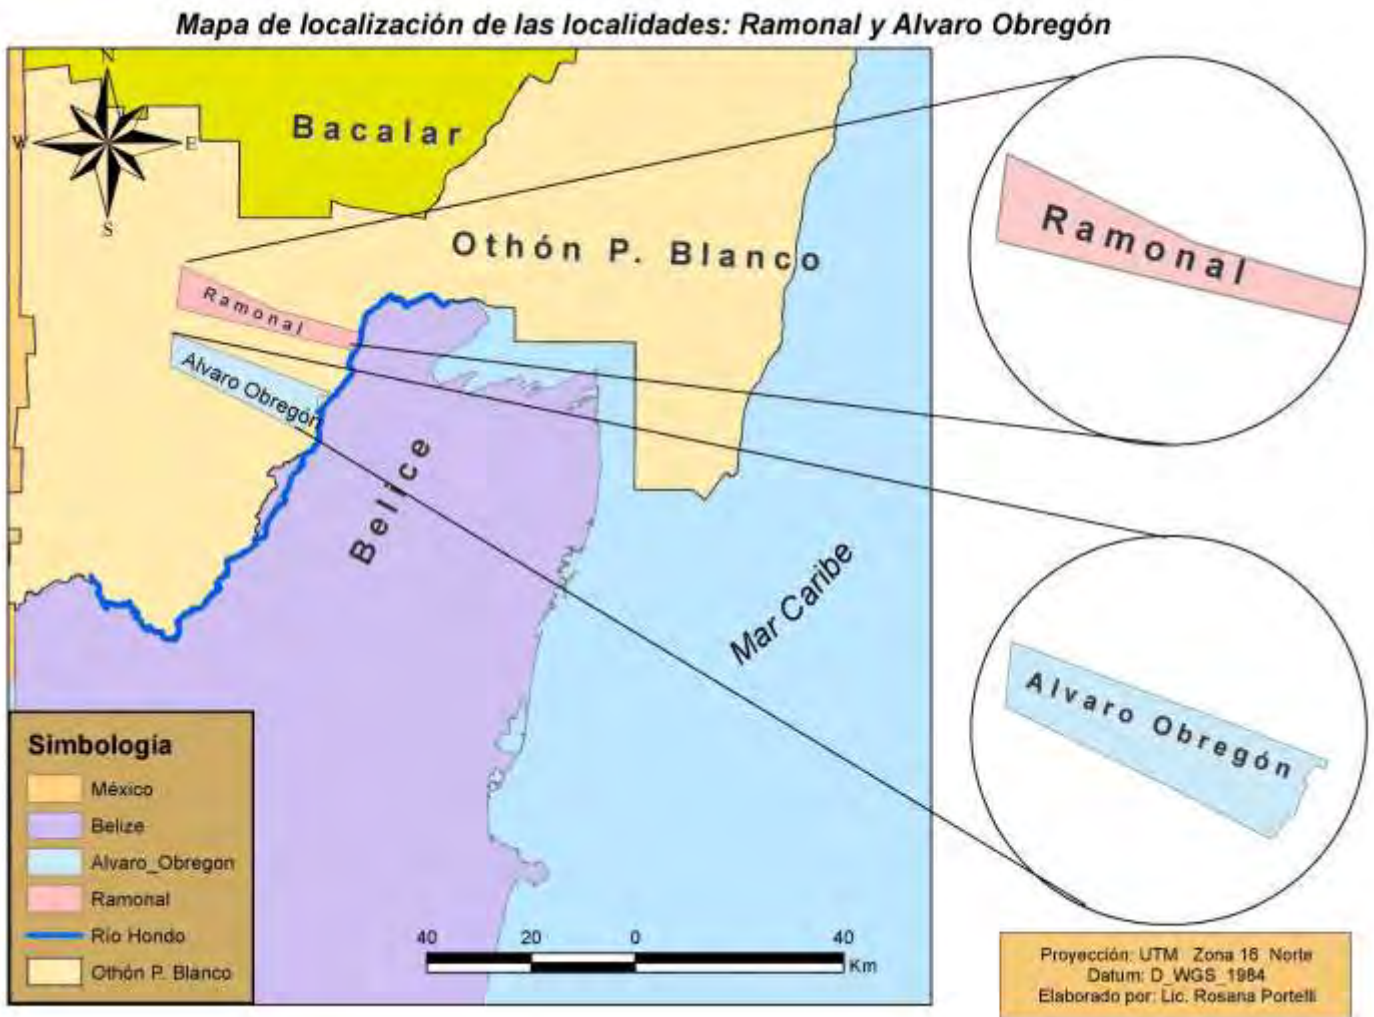 Mapa de localización de las localidades: Ramonal y Alvaro Obregón
N
W
E
S
Bacalar
Othón P. Blanco
Ramonal
Alvaro Obregón
Belice
Mar Caribe
Ramonal
Alvaro Obregón
Simbología
México
Belize
Alvaro_Obregon
Ramonal
Río Hondo
Othón P. Blanco
40 20 0 40
Km
Proyección: UTM Zona 16 Norte
Datum: D_WGS_1984
Elaborado por: Lic. Rosana Portelli